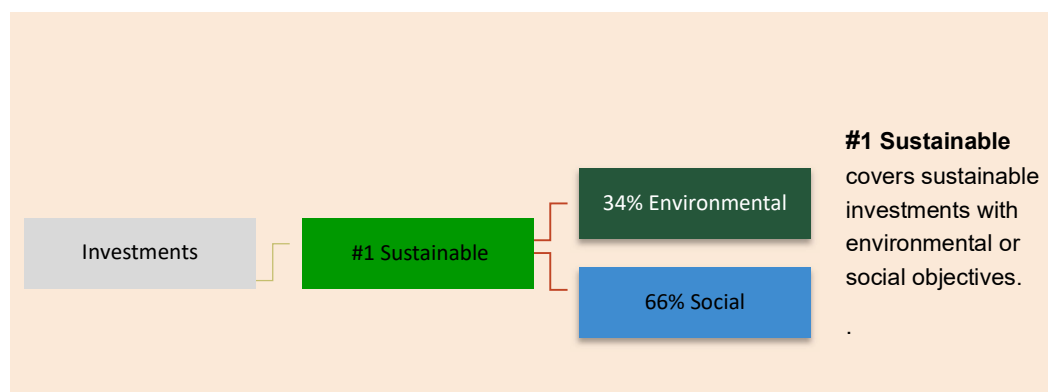 Investments
#1 Sustainable
34% Environmental
66% Social
#1 Sustainable
covers sustainable
investments with
environmental or
social objectives.
.